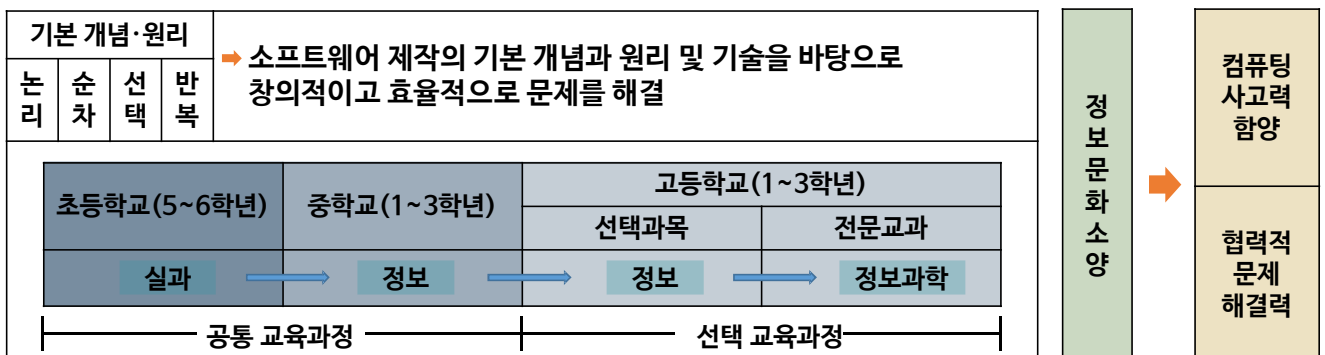 기본 개념·원리
논리
순차
선택
반복
소프트웨어 제작의 기본 개념과 원리 및 기술을 바탕으로
창의적이고 효율적으로 문제를 해결
초등학교(5~6학년)
중학교(1~3학년)
고등학교(1~3학년)
선택과목
전문교과
실과
정보
정보
정보과학
공통 교육과정
선택 교육과정
정보문화소양
컴퓨팅
사고력
함양
협력적
문제
해결력